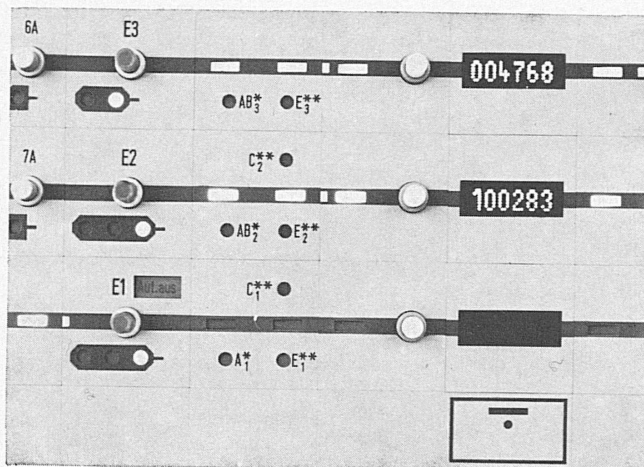 6A E3
004768
AB3* E3**
C2**
7A E2
100283
AB2* E2**
E1 Aut.aus C1**
A1* E1**